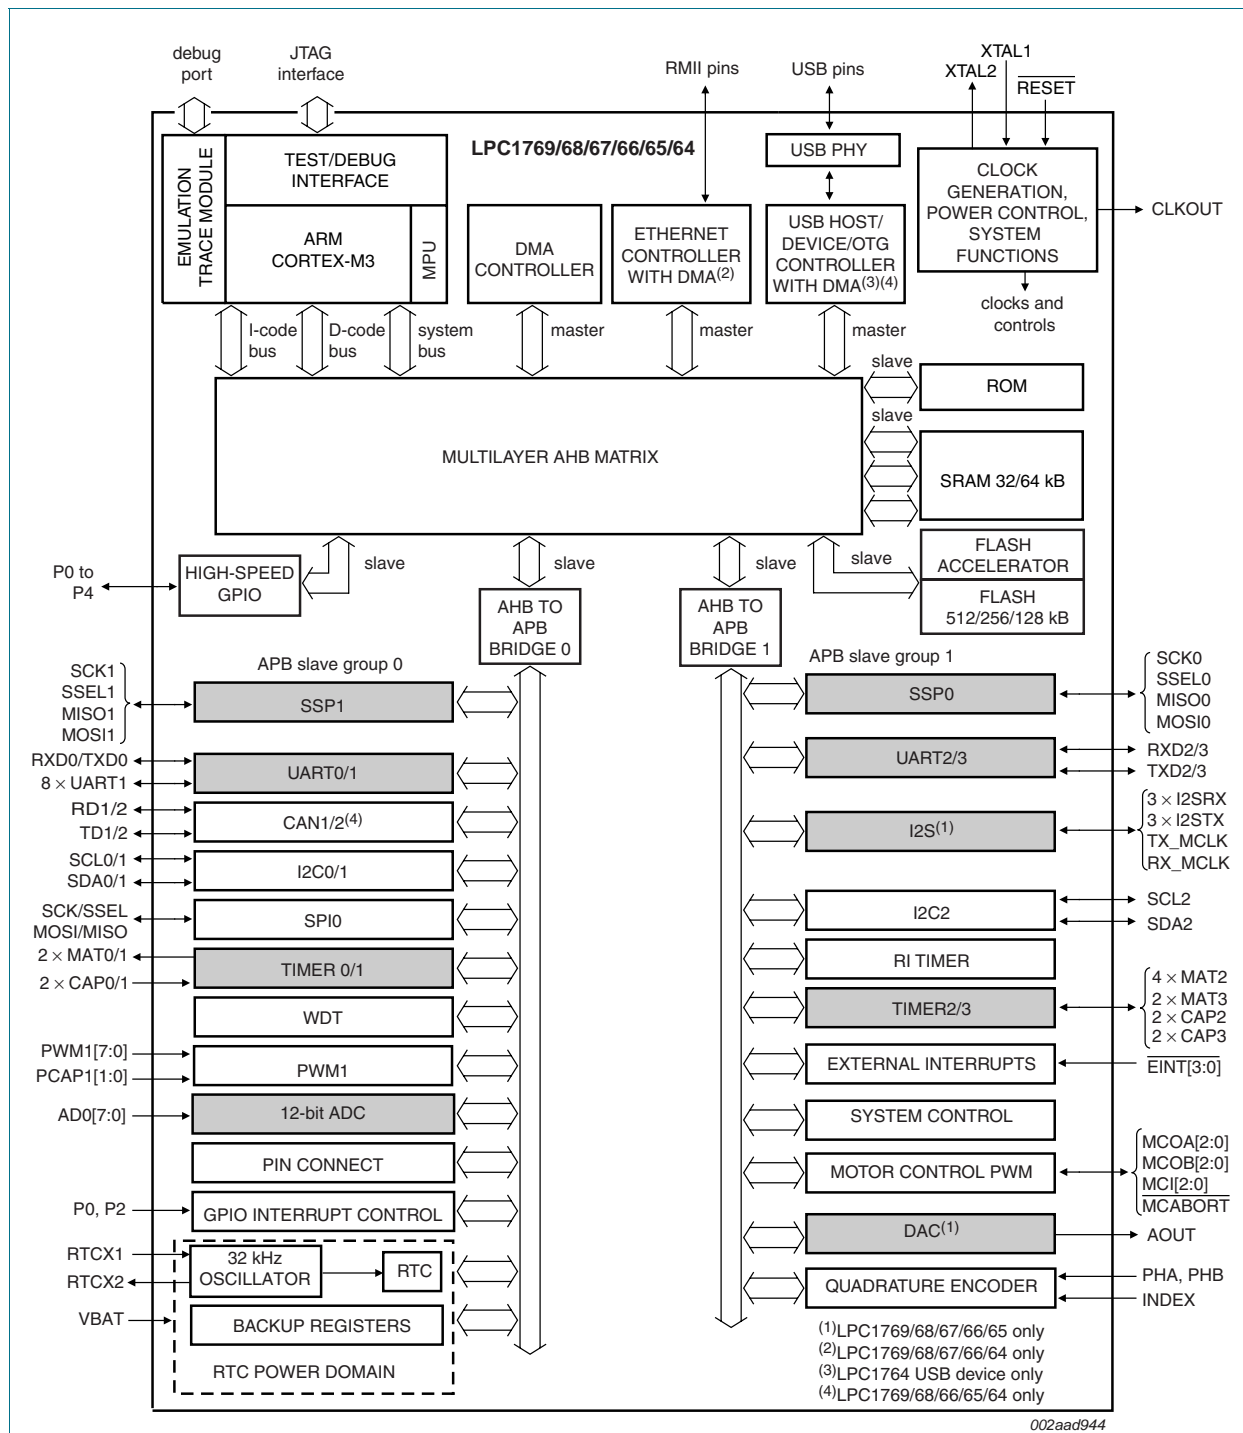 debug
port
JTAG
interface
RMII pins
USB pins
XTAL1
XTAL2
RESET
EMULATION
TRACE MODULE
TEST/DEBUG
INTERFACE
LPC1769/68/67/66/65/64
USB PHY
CLOCK
GENERATION,
POWER CONTROL,
SYSTEM
FUNCTIONS
CLKOUT
ARM
CORTEX-M3
MPU
DMA
CONTROLLER
ETHERNET
CONTROLLER
WITH DMA(2)
USB HOST/
DEVICE/OTG
CONTROLLER
WITH DMA(3)(4)
clocks and
controls
I-code
bus
D-code
bus
system
bus
master
master
master
slave
ROM
slave
MULTILAYER AHB MATRIX
SRAM 32/64 kB
slave
slave
slave
slave
FLASH
ACCELERATOR
FLASH
512/256/128 kB
P0 to
P4
HIGH-SPEED
GPIO
AHB TO
APB
BRIDGE 0
AHB TO
APB
BRIDGE 1
APB slave group 0
APB slave group 1
SCK1
SSEL1
MISO1
MOSI1
SSP1
SSP0
SCK0
SSEL0
MISO0
MOSI0
RXD0/TXD0
8 × UART1
UART0/1
UART2/3
RXD2/3
TXD2/3
RD1/2
TD1/2
CAN1/2(4)
I2S(1)
3 × I2SRX
3 × I2STX
TX_MCLK
RX_MCLK
SCL0/1
SDA0/1
I2C0/1
I2C2
SCL2
SDA2
SCK/SSEL
MOSI/MISO
SPI0
RI TIMER
2 × MAT0/1
2 × CAP0/1
TIMER 0/1
TIMER2/3
4 × MAT2
2 × MAT3
2 × CAP2
2 × CAP3
WDT
EXTERNAL INTERRUPTS
EINT[3:0]
PWM1[7:0]
PCAP1[1:0]
PWM1
SYSTEM CONTROL
AD0[7:0]
12-bit ADC
MOTOR CONTROL PWM
MCOA[2:0]
MCOB[2:0]
MCI[2:0]
MCABORT
PIN CONNECT
P0, P2
GPIO INTERRUPT CONTROL
DAC(1)
AOUT
RTCX1
RTCX2
32 kHz
OSCILLATOR
RTC
QUADRATURE ENCODER
PHA, PHB
INDEX
VBAT
BACKUP REGISTERS
RTC POWER DOMAIN
(1)LPC1769/68/67/66/65 only
(2)LPC1769/68/67/66/64 only
(3)LPC1764 USB device only
(4)LPC1769/68/66/65/64 only
002aad944